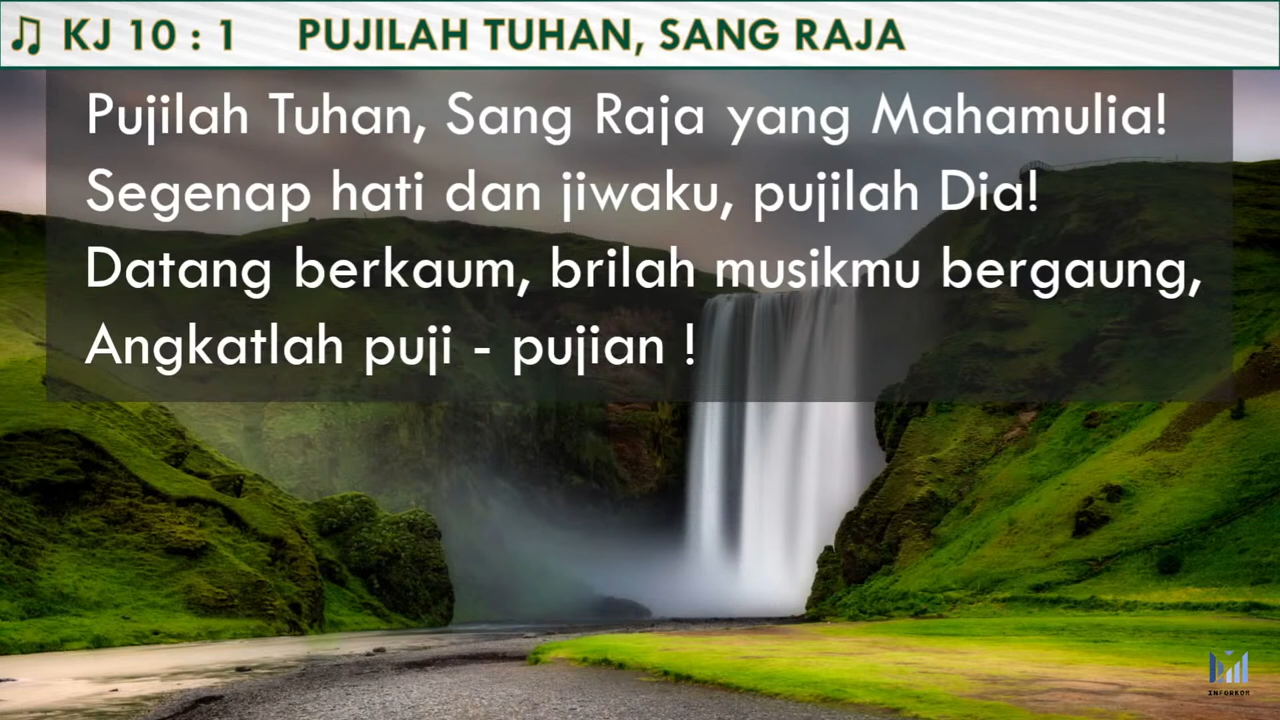 ♫ KJ 10 : 1 PUJILAH TUHAN, SANG RAJA
Pujilah Tuhan, Sang Raja yang Mahamulia!
Segenap hati dan jiwaku, pujilah Dia!
Datang berkaum, brilah musikmu bergaung,
Angkatlah puji - pujian !
INFORKOM